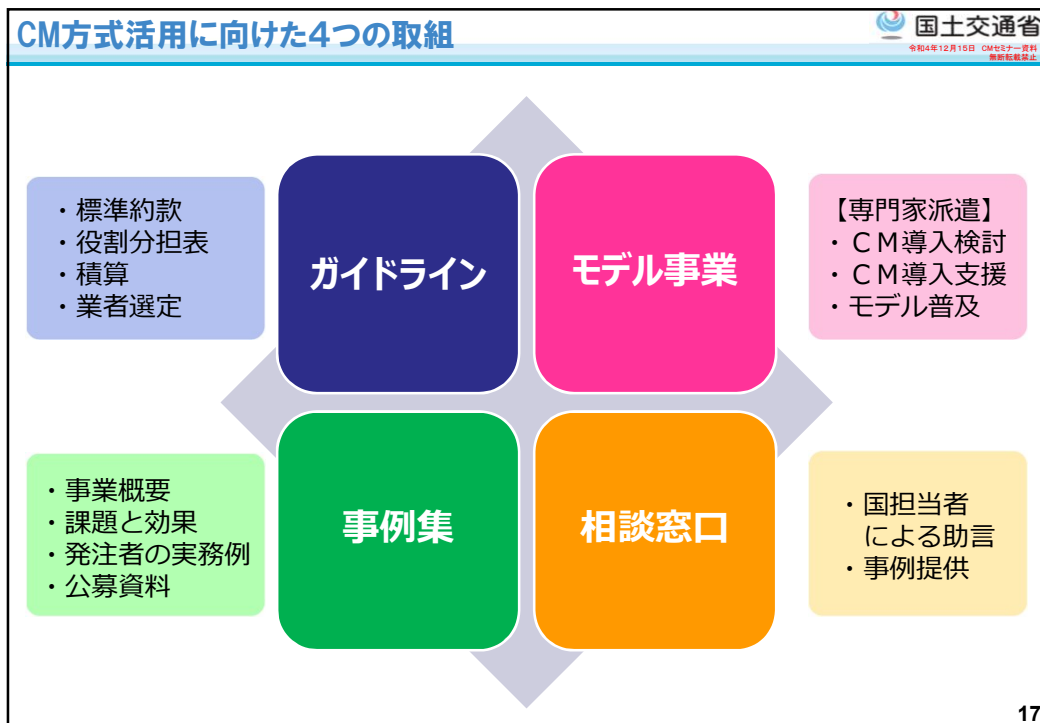 CM方式活用に向けた4つの取組
国土交通省
令和4年12月15日 CMセミナー資料
無断転載禁止
・標準約款
・役割分担表
・積算
・業者選定
ガイドライン
モデル事業
【専門家派遣】
・ＣＭ導入検討
・ＣＭ導入支援
・モデル普及
・事業概要
・課題と効果
・発注者の実務例
・公募資料
事例集
相談窓口
・国担当者
による助言
・事例提供
17